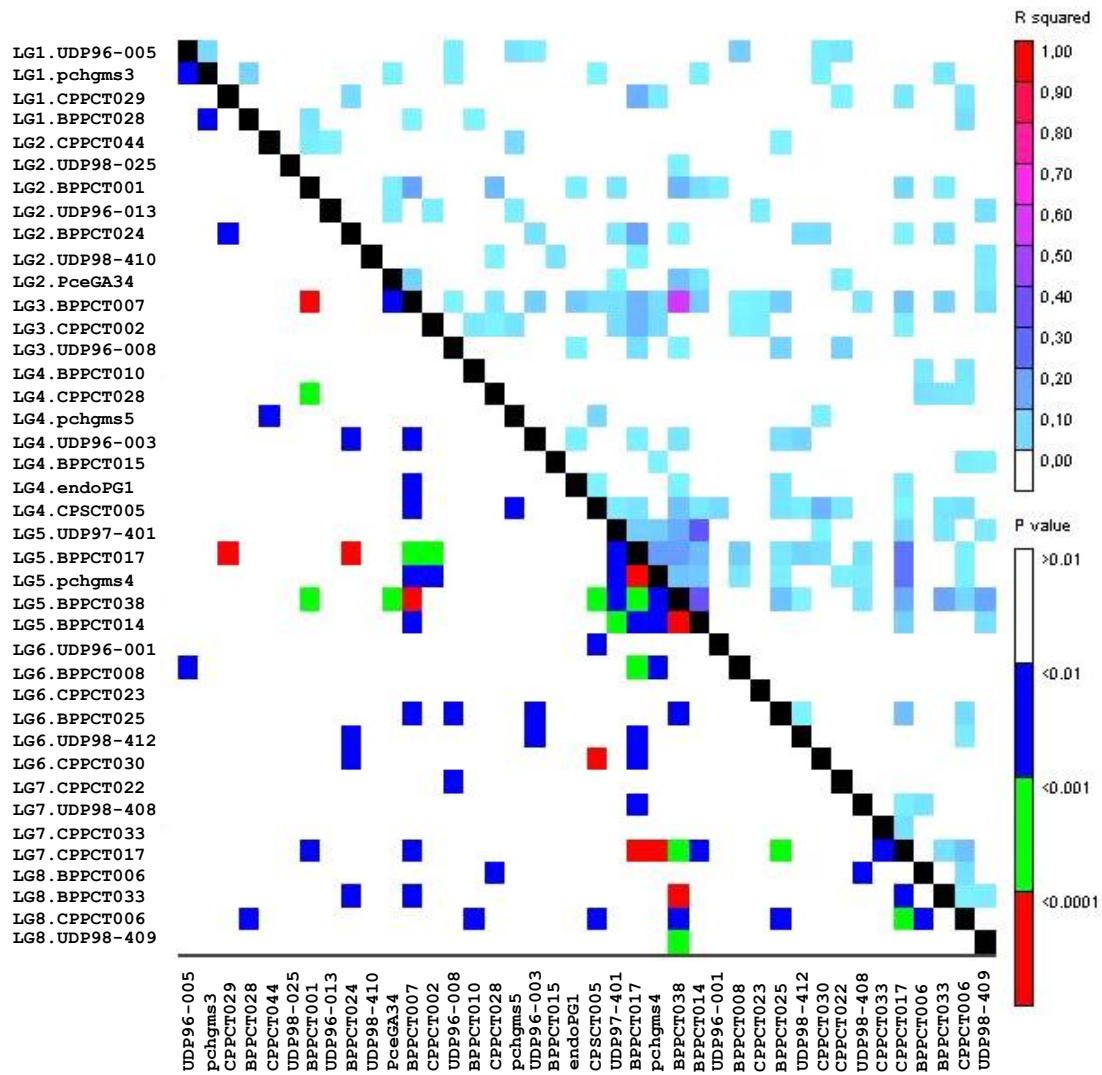 R squared
LG1.UDP96-005
LG1.pchgms3
LG1.CPPCT029
LG1.BPPCT028
LG2.CPPCT044
LG2.UDP98-025
LG2.BPPCT001
LG2.UDP96-013
LG2.BPPCT024
LG2.UDP98-410
LG2.PceGA34
LG3.BPPCT007
LG3.CPPCT002
LG3.UDP96-008
LG4.BPPCT010
LG4.CPPCT028
LG4.pchgms5
LG4.UDP96-003
LG4.BPPCT015
LG4.endoPG1
LG4.CPSCT005
LG5.UDP97-401
LG5.BPPCT017
LG5.pchgms4
LG5.BPPCT038
LG5.BPPCT014
LG6.UDP96-001
LG6.BPPCT008
LG6.CPPCT023
LG6.BPPCT025
LG6.UDP98-412
LG6.CPPCT030
LG7.CPPCT022
LG7.UDP98-408
LG7.CPPCT033
LG7.CPPCT017
LG8.BPPCT006
LG8.BPPCT033
LG8.CPPCT006
LG8.UDP98-409
1,00
0,90
0,80
0,70
0,60
0,50
0,40
0,30
0,20
0,10
0,00
P value
>0.01
<0.01
<0.001
<0.0001
UDP96-005
pchgms3
CPPCT029
BPPCT028
CPPCT044
UDP98-025
BPPCT001
UDP96-013
BPPCT024
UDP98-410
PceGA34
BPPCT007
CPPCT002
UDP96-008
BPPCT010
CPPCT028
pchgms5
UDP96-003
BPPCT015
endoPG1
CPSCT005
UDP97-401
BPPCT017
pchgms4
BPPCT038
BPPCT014
UDP96-001
BPPCT008
CPPCT023
BPPCT025
UDP98-412
CPPCT030
CPPCT022
UDP98-408
CPPCT033
CPPCT017
BPPCT006
BPPCT033
CPPCT006
UDP98-409